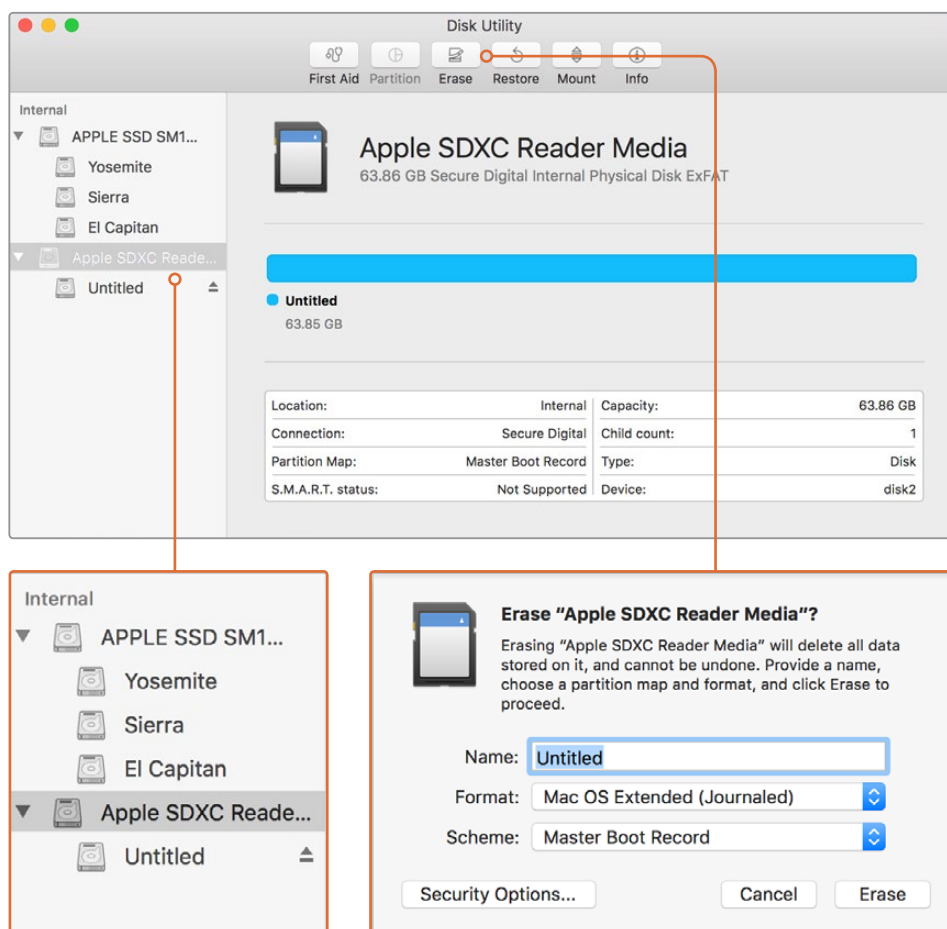 Disk Utility
First Aid Partition Erase Restore Mount Info
Internal
APPLE SSD SM1...
Yosemite
Sierra
El Capitan
Apple SDXC Reade...
Untitled
Apple SDXC Reader Media
63.86 GB Secure Digital Internal Physical Disk ExFAT
Untitled
63.85 GB
Location: Internal Capacity: 63.86 GB
Connection: Secure Digital Child count: 1
Partition Map: Master Boot Record Type: Disk
S.M.A.R.T. status: Not Supported Device: disk2
Internal
APPLE SSD SM1...
Yosemite
Sierra
El Capitan
Apple SDXC Reade...
Untitled
Erase “Apple SDXC Reader Media”?
Erasing “Apple SDXC Reader Media” will delete all data
stored on it, and cannot be undone. Provide a name,
choose a partition map and format, and click Erase to
proceed.
Name: Untitled
Format: Mac OS Extended (Journaled)
Scheme: Master Boot Record
Security Options... Cancel Erase